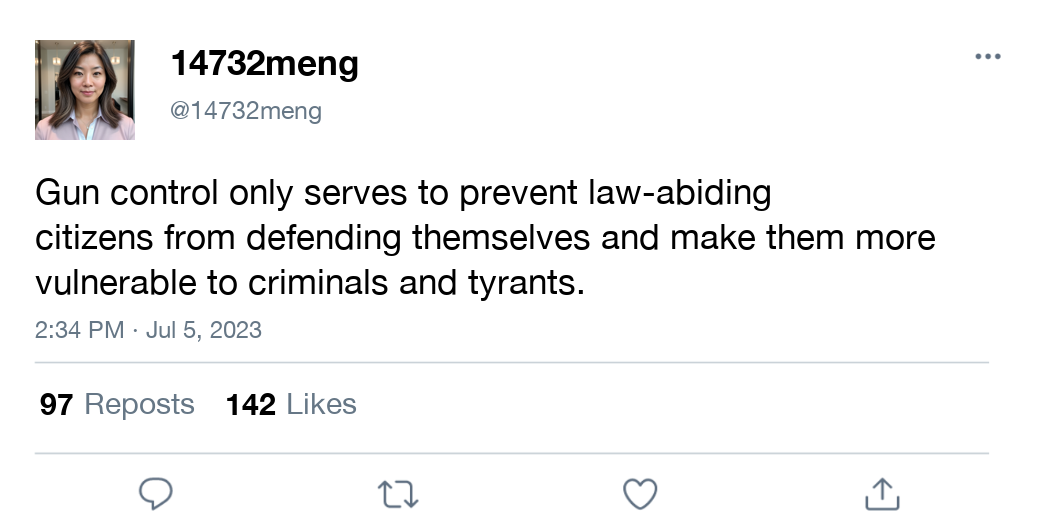 14732meng
@14732meng
Gun control only serves to prevent law-abiding
citizens from defending themselves and make them more
vulnerable to criminals and tyrants.
2:34 PM · Jul 5, 2023
97 Reposts 142 Likes